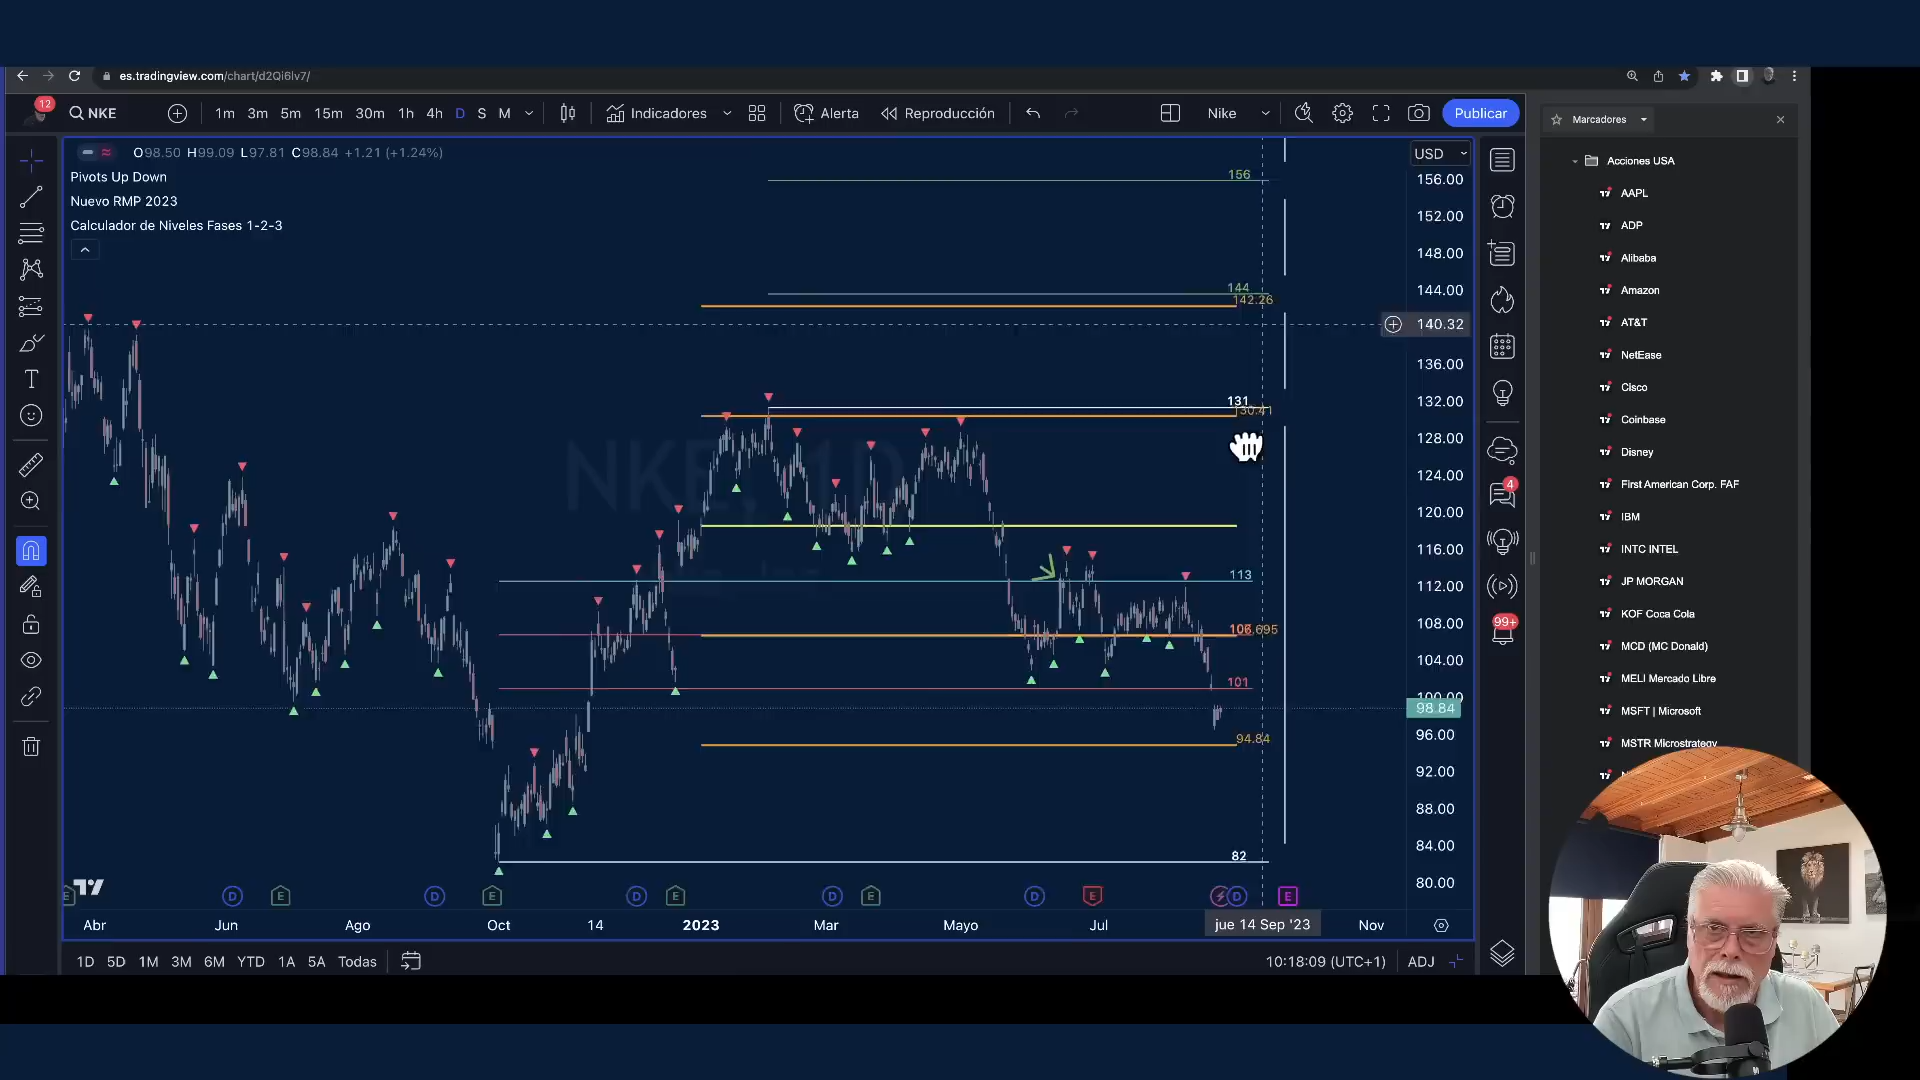 es.tradingview.com/chart/d2Qi6lv7/
12
NKE
1m 3m 5m 15m 30m 1h 4h D S M
Indicadores
Alerta
Reproducción
Nike
Publicar
Marcadores
O98.50 H99.09 L97.81 C98.84 +1.21 (+1.24%)
USD
Pivots Up Down
Nuevo RMP 2023
Calculador de Niveles Fases 1-2-3
NKE, 1D
156
144
142.26
131
130.41
113
106.695
101
94.84
82
156.00
152.00
148.00
144.00
140.32
136.00
132.00
128.00
124.00
120.00
116.00
112.00
108.00
104.00
100.00
98.84
96.00
92.00
88.00
84.00
80.00
E D E D E D E D E D E D E
Abr Jun Ago Oct 14 2023 Mar Mayo Jul jue 14 Sep '23 Nov
1D 5D 1M 3M 6M YTD 1A 5A Todas
10:18:09 (UTC+1) ADJ
4
99+
Acciones USA
AAPL
ADP
Alibaba
Amazon
AT&T
NetEase
Cisco
Coinbase
Disney
First American Corp. FAF
IBM
INTC INTEL
JP MORGAN
KOF Coca Cola
MCD (MC Donald)
MELI Mercado Libre
MSFT | Microsoft
MSTR Microstrategy